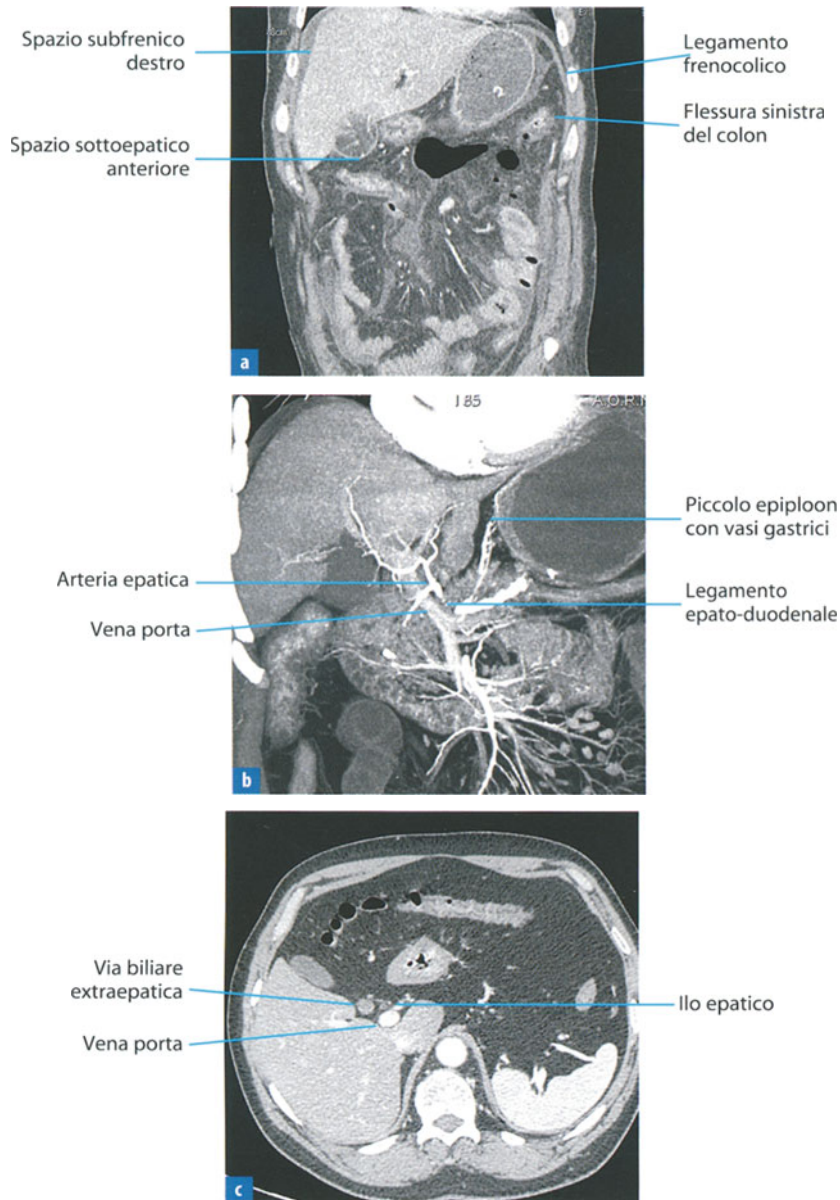 Spazio subfrenico
destro
Legamento
frenocolico
Flessura sinistra
del colon
Spazio sottoepatico
anteriore
a
185
A.O.R.N
Piccolo epiploon
con vasi gastrici
Arteria epatica
Legamento
epato-duodenale
Vena porta
b
Via biliare
extraepatica
Ilo epatico
Vena porta
c